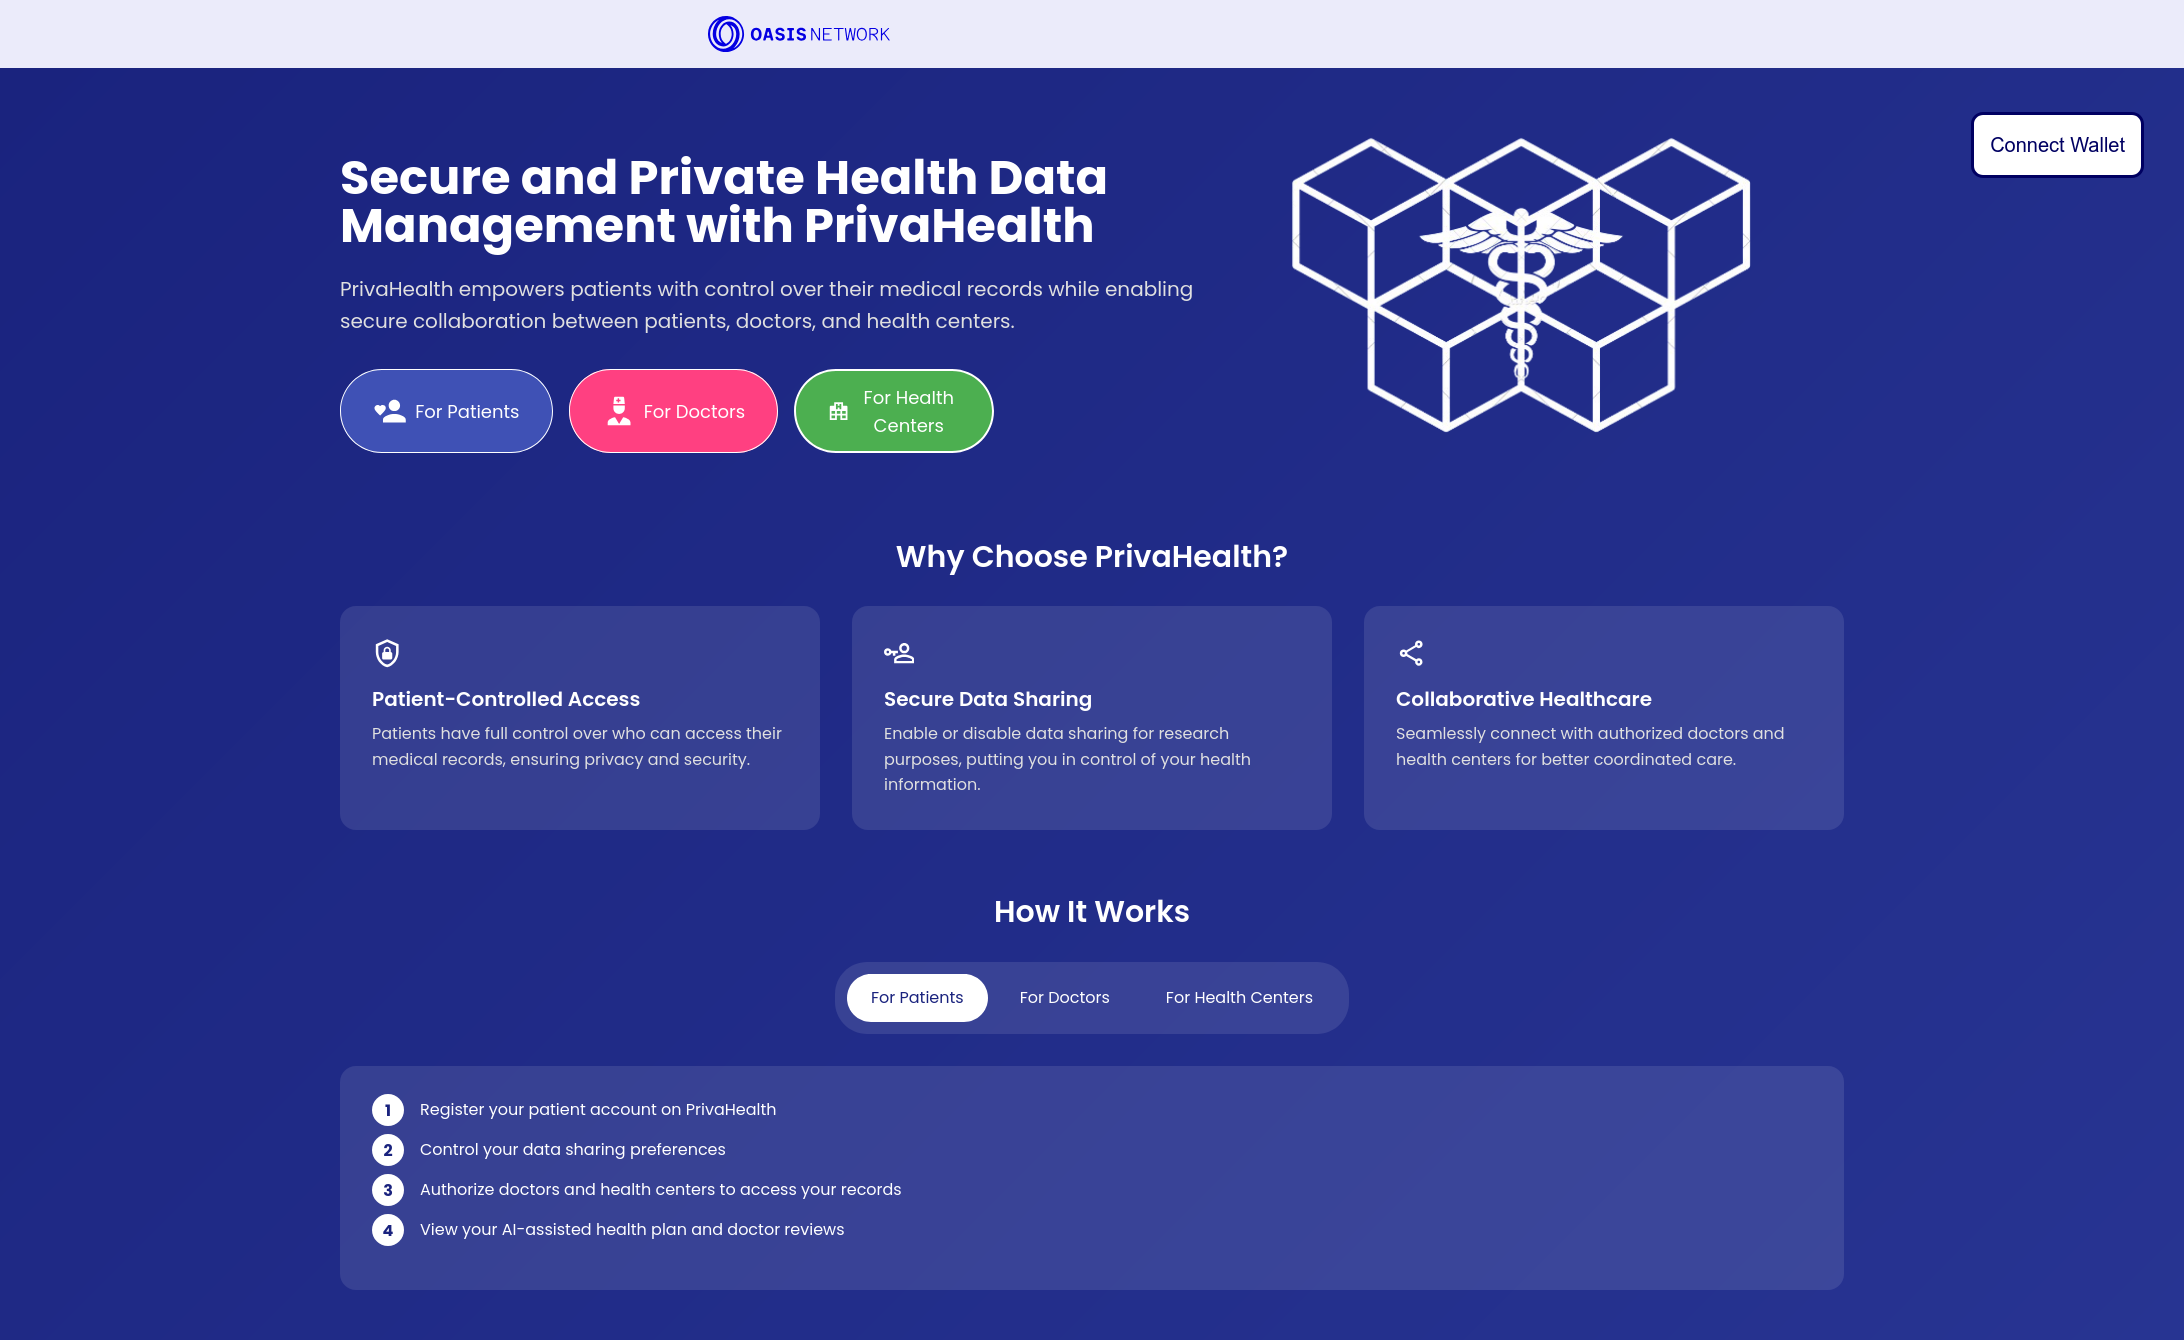 OASIS NETWORK
Connect Wallet
Secure and Private Health Data
Management with PrivaHealth
PrivaHealth empowers patients with control over their medical records while enabling
secure collaboration between patients, doctors, and health centers.
For Patients
For Doctors
For Health
Centers
Why Choose PrivaHealth?
Patient-Controlled Access
Patients have full control over who can access their
medical records, ensuring privacy and security.
Secure Data Sharing
Enable or disable data sharing for research
purposes, putting you in control of your health
information.
Collaborative Healthcare
Seamlessly connect with authorized doctors and
health centers for better coordinated care.
How It Works
For Patients
For Doctors
For Health Centers
1 Register your patient account on PrivaHealth
2 Control your data sharing preferences
3 Authorize doctors and health centers to access your records
4 View your AI-assisted health plan and doctor reviews